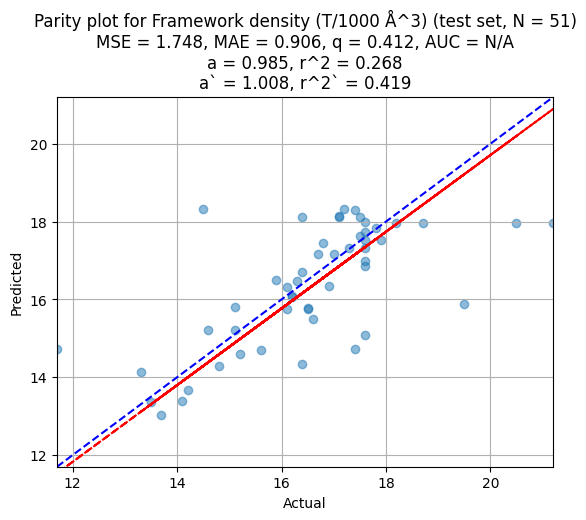 Parity plot for Framework density (T/1000 Å^3) (test set, N = 51)
MSE = 1.748, MAE = 0.906, q = 0.412, AUC = N/A
a = 0.985, r^2 = 0.268
a` = 1.008, r^2` = 0.419
20
18
16
14
12
Predicted
12 14 16 18 20
Actual